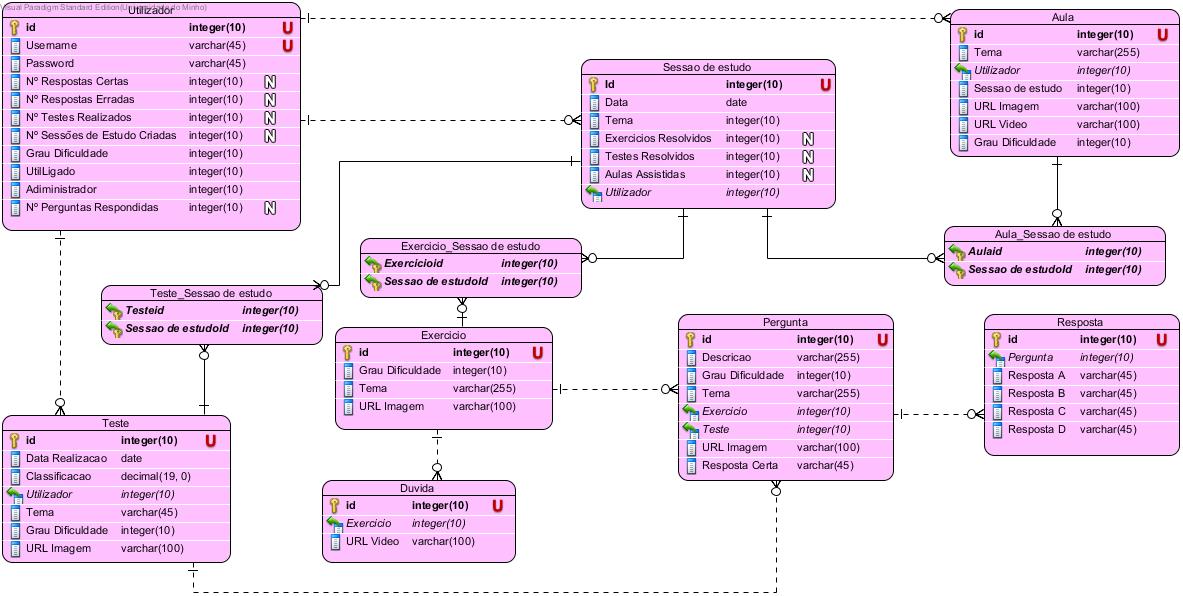 Visual Paradigm Standard Edition(Universidade do Minho)
Utilizador
id integer(10) U
Username varchar(45) U
Password varchar(45)
Nº Respostas Certas integer(10) N
Nº Respostas Erradas integer(10) N
Nº Testes Realizados integer(10) N
Nº Sessões de Estudo Criadas integer(10) N
Grau Dificuldade integer(10)
UtilLigado integer(10)
Adiministrador integer(10)
Nº Perguntas Respondidas integer(10) N
Sessao de estudo
Id integer(10) U
Data date
Tema integer(10)
Exercicios Resolvidos integer(10) N
Testes Resolvidos integer(10) N
Aulas Assistidas integer(10) N
Utilizador integer(10)
Aula
id integer(10) U
Tema varchar(255)
Utilizador integer(10)
Sessao de estudo integer(10)
URL Imagem varchar(100)
URL Video varchar(100)
Grau Dificuldade integer(10)
Exercicio_Sessao de estudo
Exercicioid integer(10)
Sessao de estudoId integer(10)
Aula_Sessao de estudo
Aulaid integer(10)
Sessao de estudoId integer(10)
Teste_Sessao de estudo
Testeid integer(10)
Sessao de estudoId integer(10)
Exercicio
id integer(10) U
Grau Dificuldade integer(10)
Tema varchar(255)
URL Imagem varchar(100)
Pergunta
id integer(10) U
Descricao varchar(255)
Grau Dificuldade integer(10)
Tema varchar(255)
Exercicio integer(10)
Teste integer(10)
URL Imagem varchar(100)
Resposta Certa varchar(45)
Resposta
id integer(10) U
Pergunta integer(10)
Resposta A varchar(45)
Resposta B varchar(45)
Resposta C varchar(45)
Resposta D varchar(45)
Teste
id integer(10) U
Data Realizacao date
Classificacao decimal(19, 0)
Utilizador integer(10)
Tema varchar(45)
Grau Dificuldade integer(10)
URL Imagem varchar(100)
Duvida
id integer(10) U
Exercicio integer(10)
URL Video varchar(100)